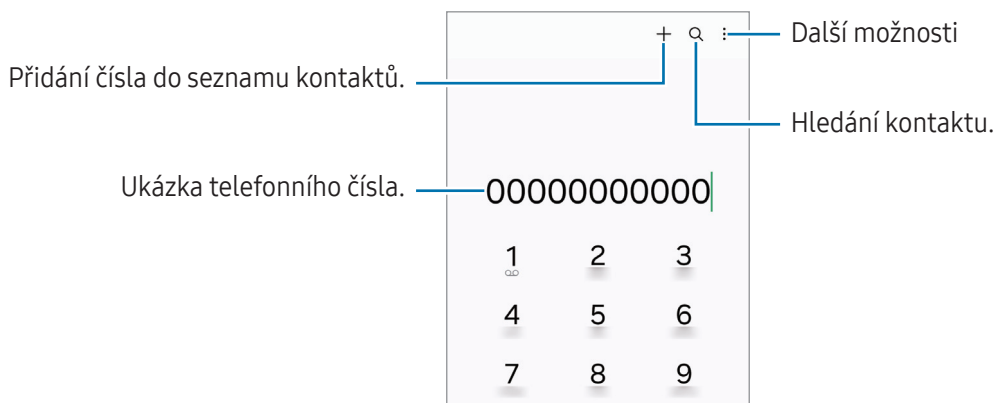 Další možnosti
Přidání čísla do seznamu kontaktů.
Hledání kontaktu.
Ukázka telefonního čísla.
00000000000
1 2 3
4 5 6
7 8 9